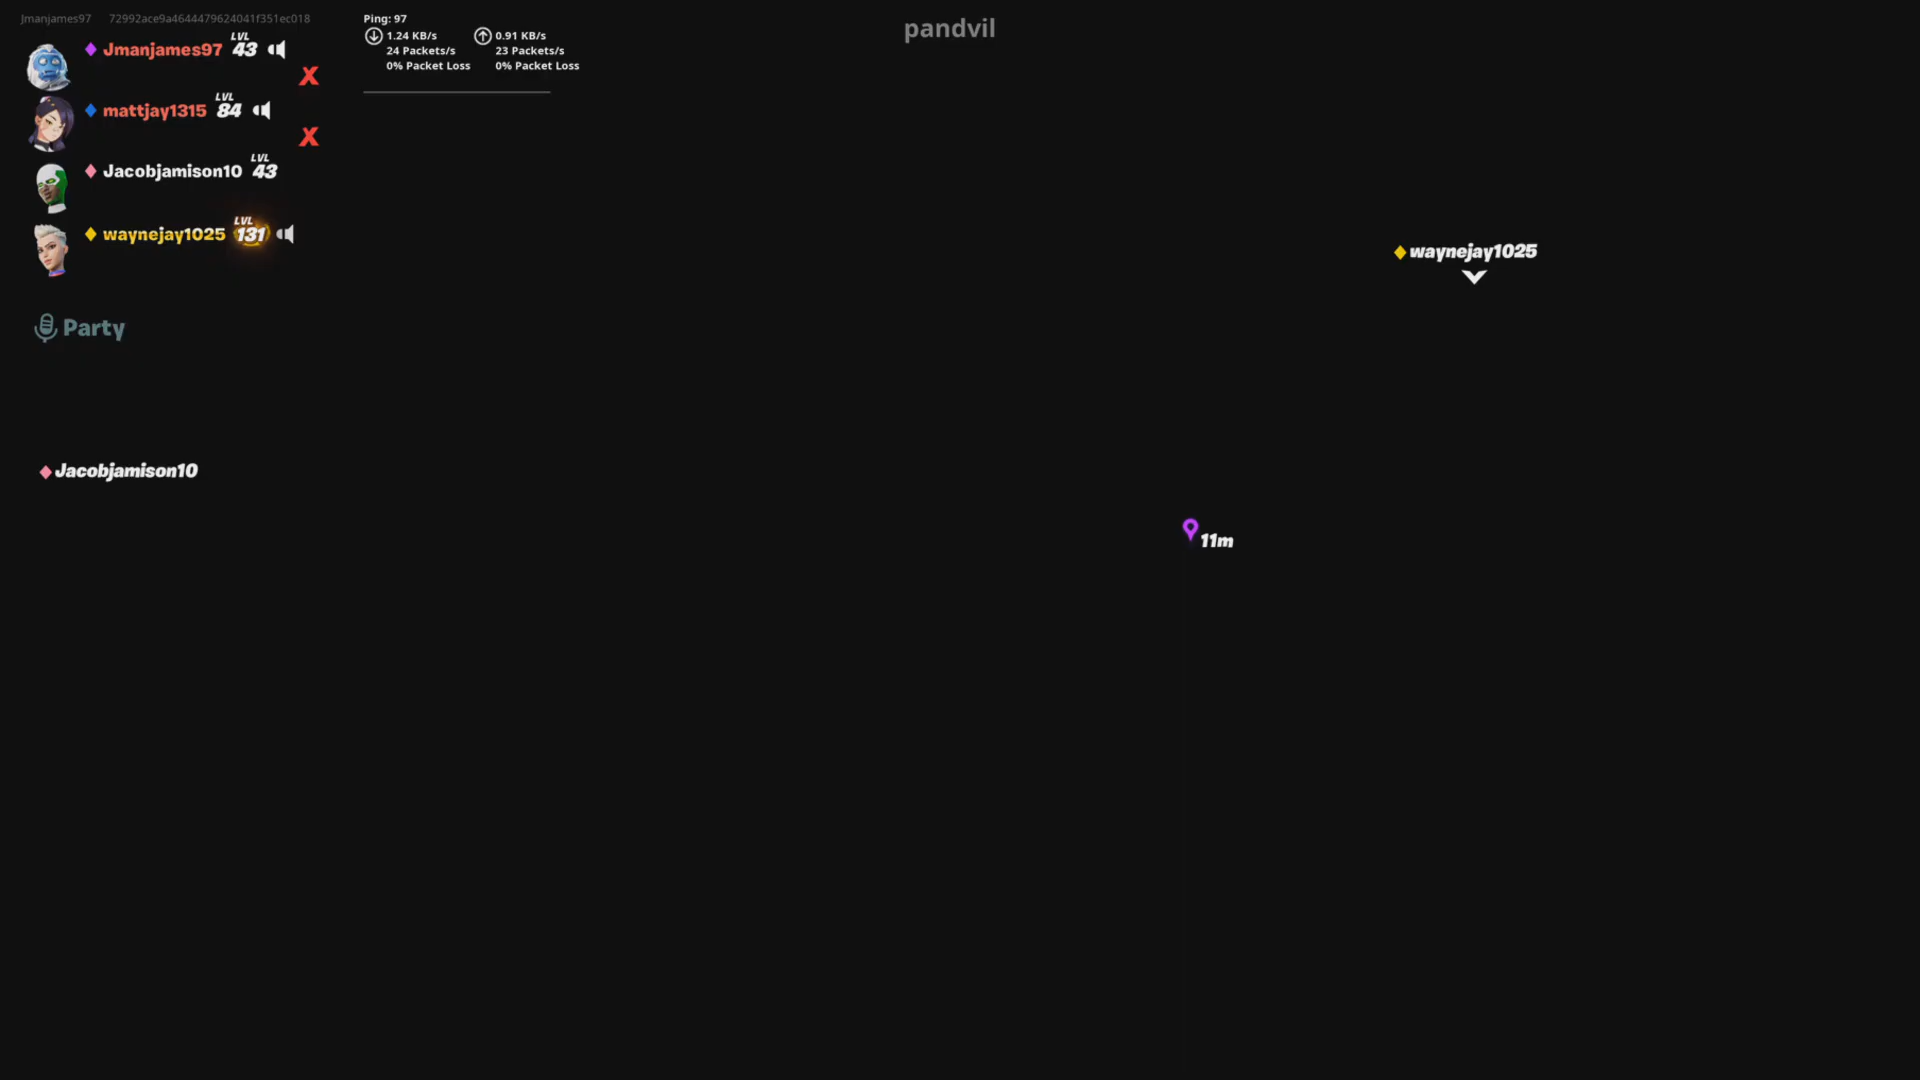 Jmanjames97 72992ace9a4644479624041f351ec018
Ping: 97
1.24 KB/s 0.91 KB/s
24 Packets/s 23 Packets/s
0% Packet Loss 0% Packet Loss
pandvil
Jmanjames97 LVL 43
X
mattjay1315 LVL 84
X
Jacobjamison10 LVL 43
waynejay1025 LVL 131
waynejay1025
Party
Jacobjamison10
11m